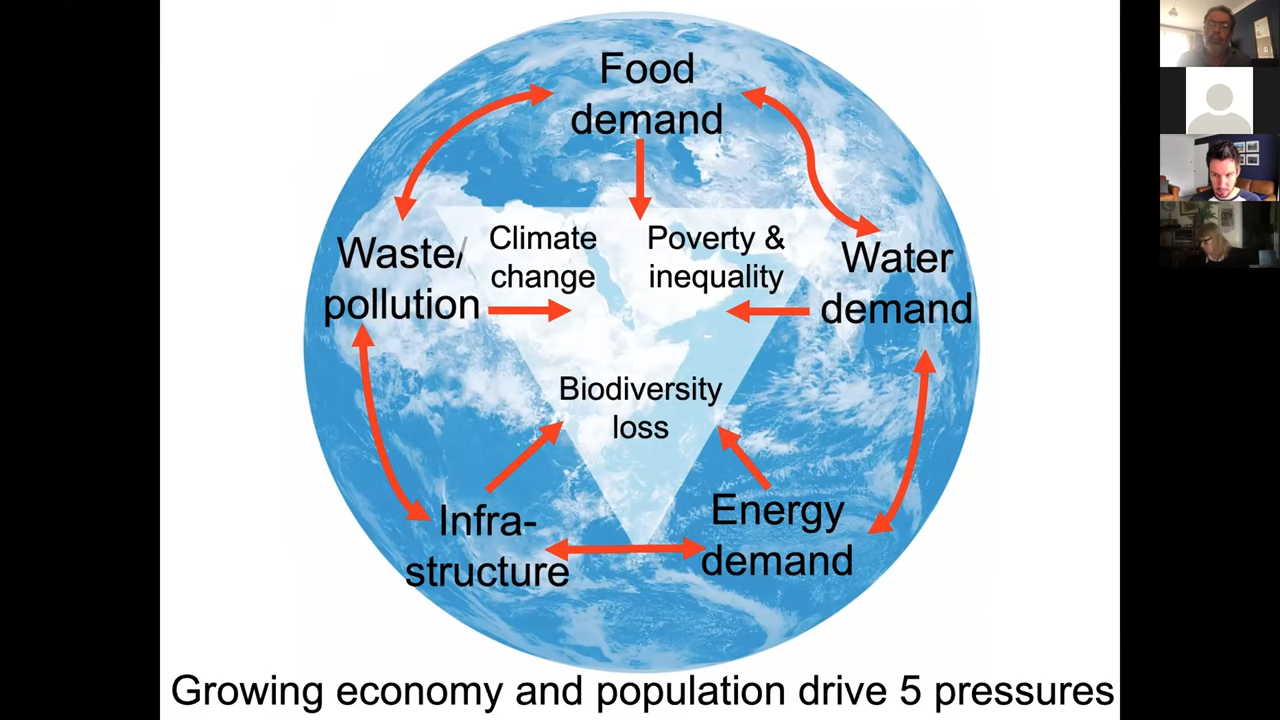 Food
demand
Climate
change
Poverty &
inequality
Waste/
pollution
Water
demand
Biodiversity
loss
Infra-
structure
Energy
demand
Growing economy and population drive 5 pressures